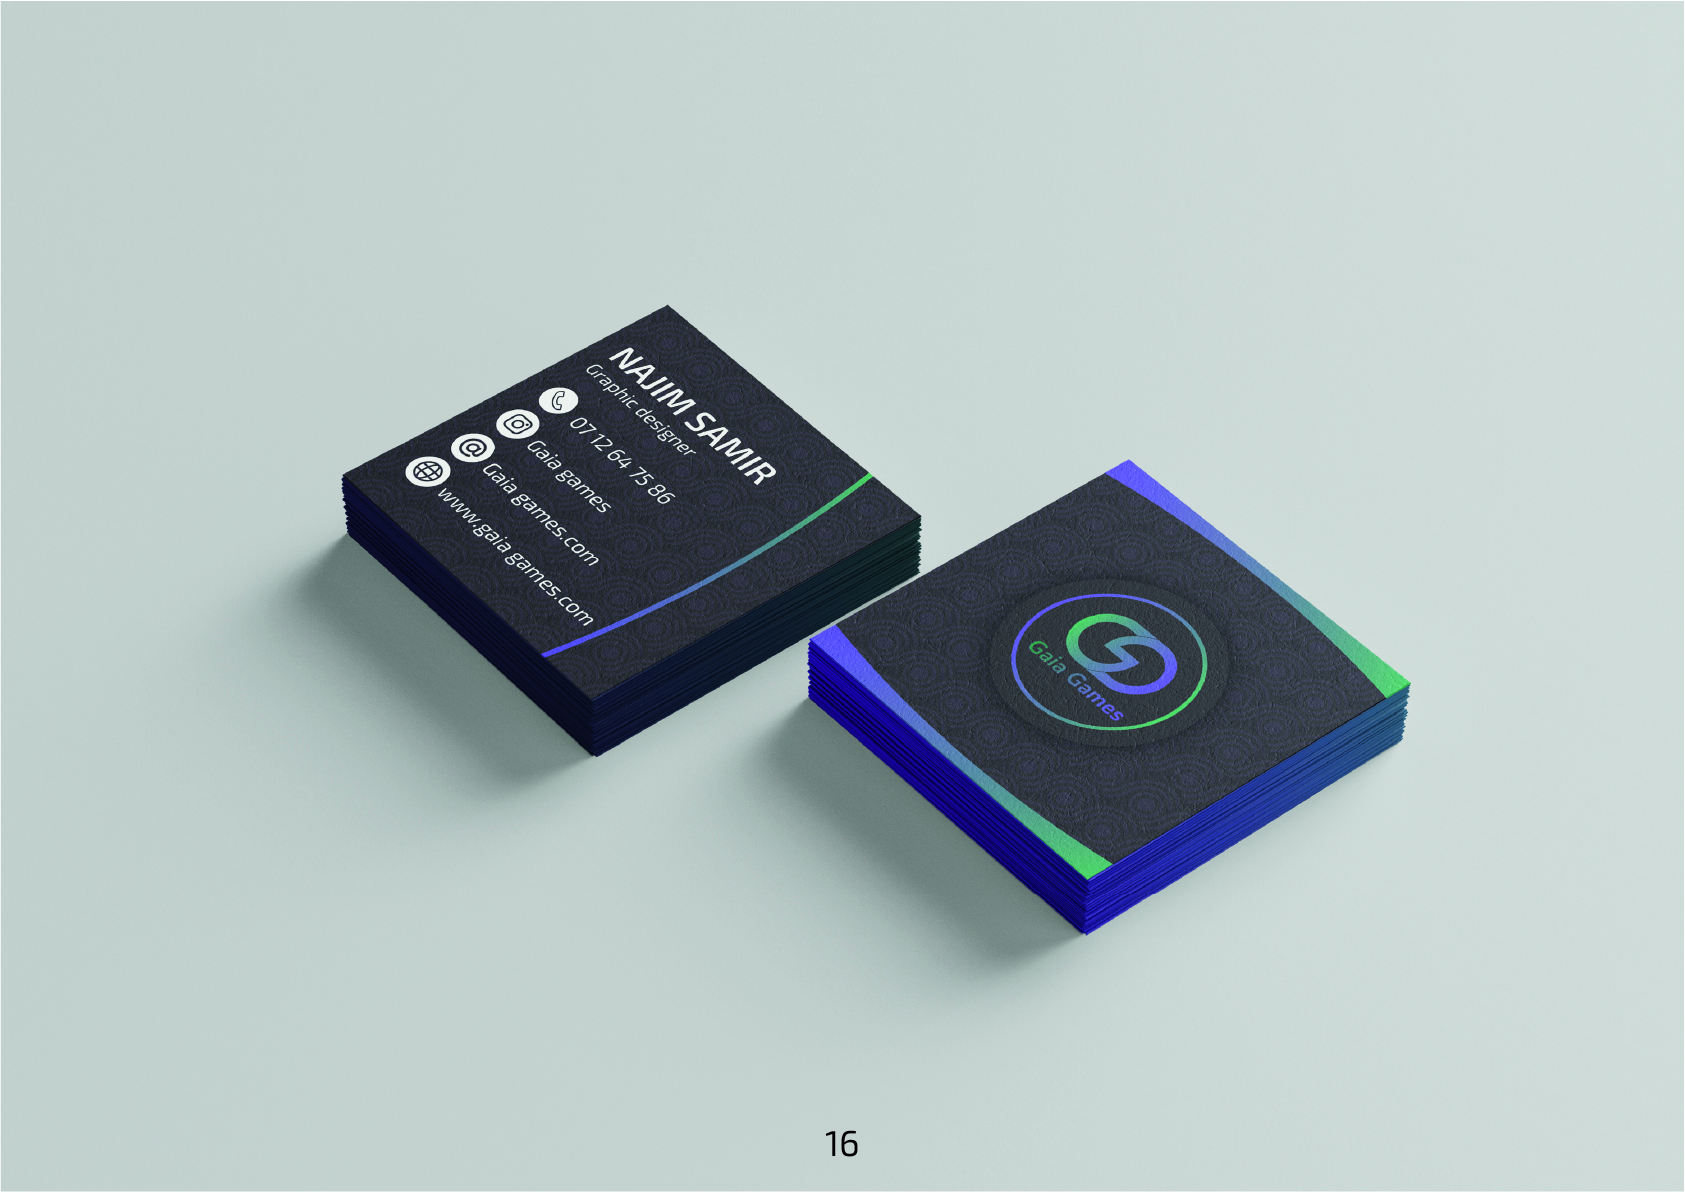 NAJIM SAMIR
Graphic designer
07 12 64 75 86
Gaia games
Gaia games.com
www.gaia games.com
Gaia Games
16